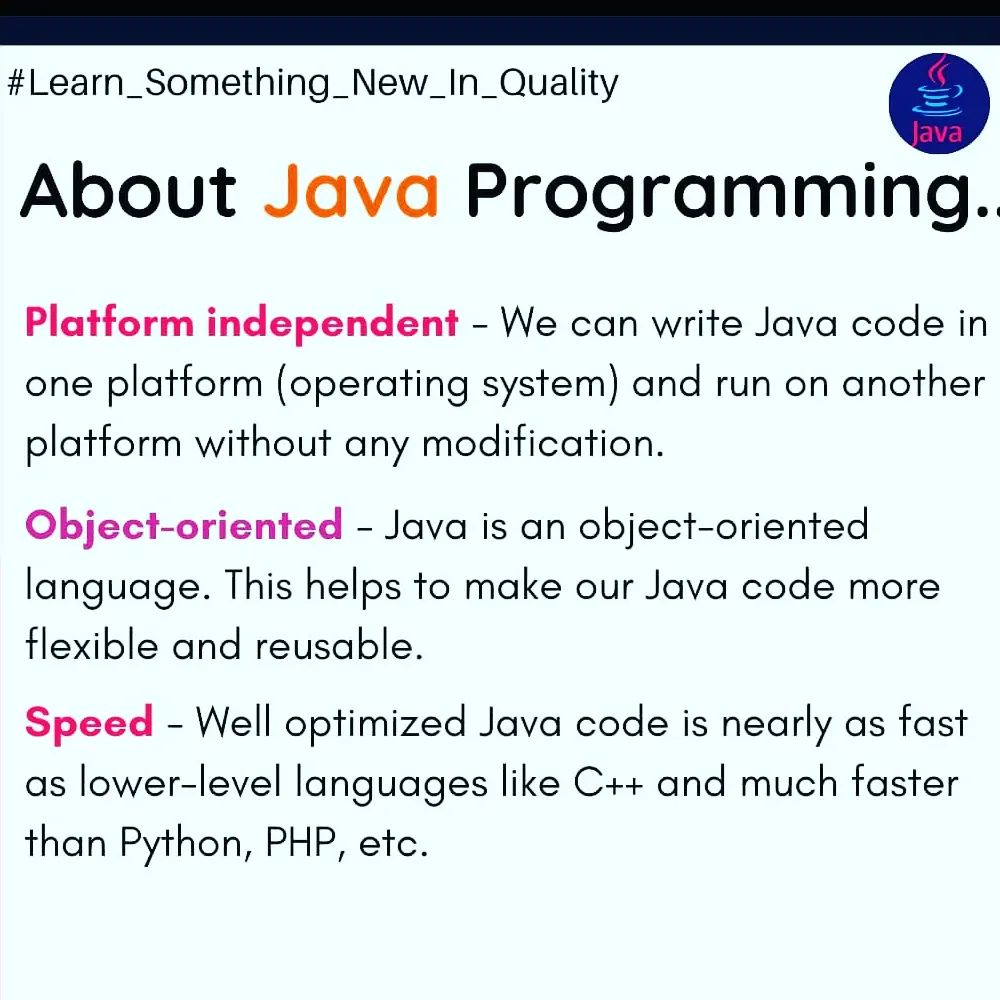 #Learn_Something_New_In_Quality
Java
About Java Programming..
Platform independent - We can write Java code in
one platform (operating system) and run on another
platform without any modification.
Object-oriented - Java is an object-oriented
language. This helps to make our Java code more
flexible and reusable.
Speed - Well optimized Java code is nearly as fast
as lower-level languages like C++ and much faster
than Python, PHP, etc.